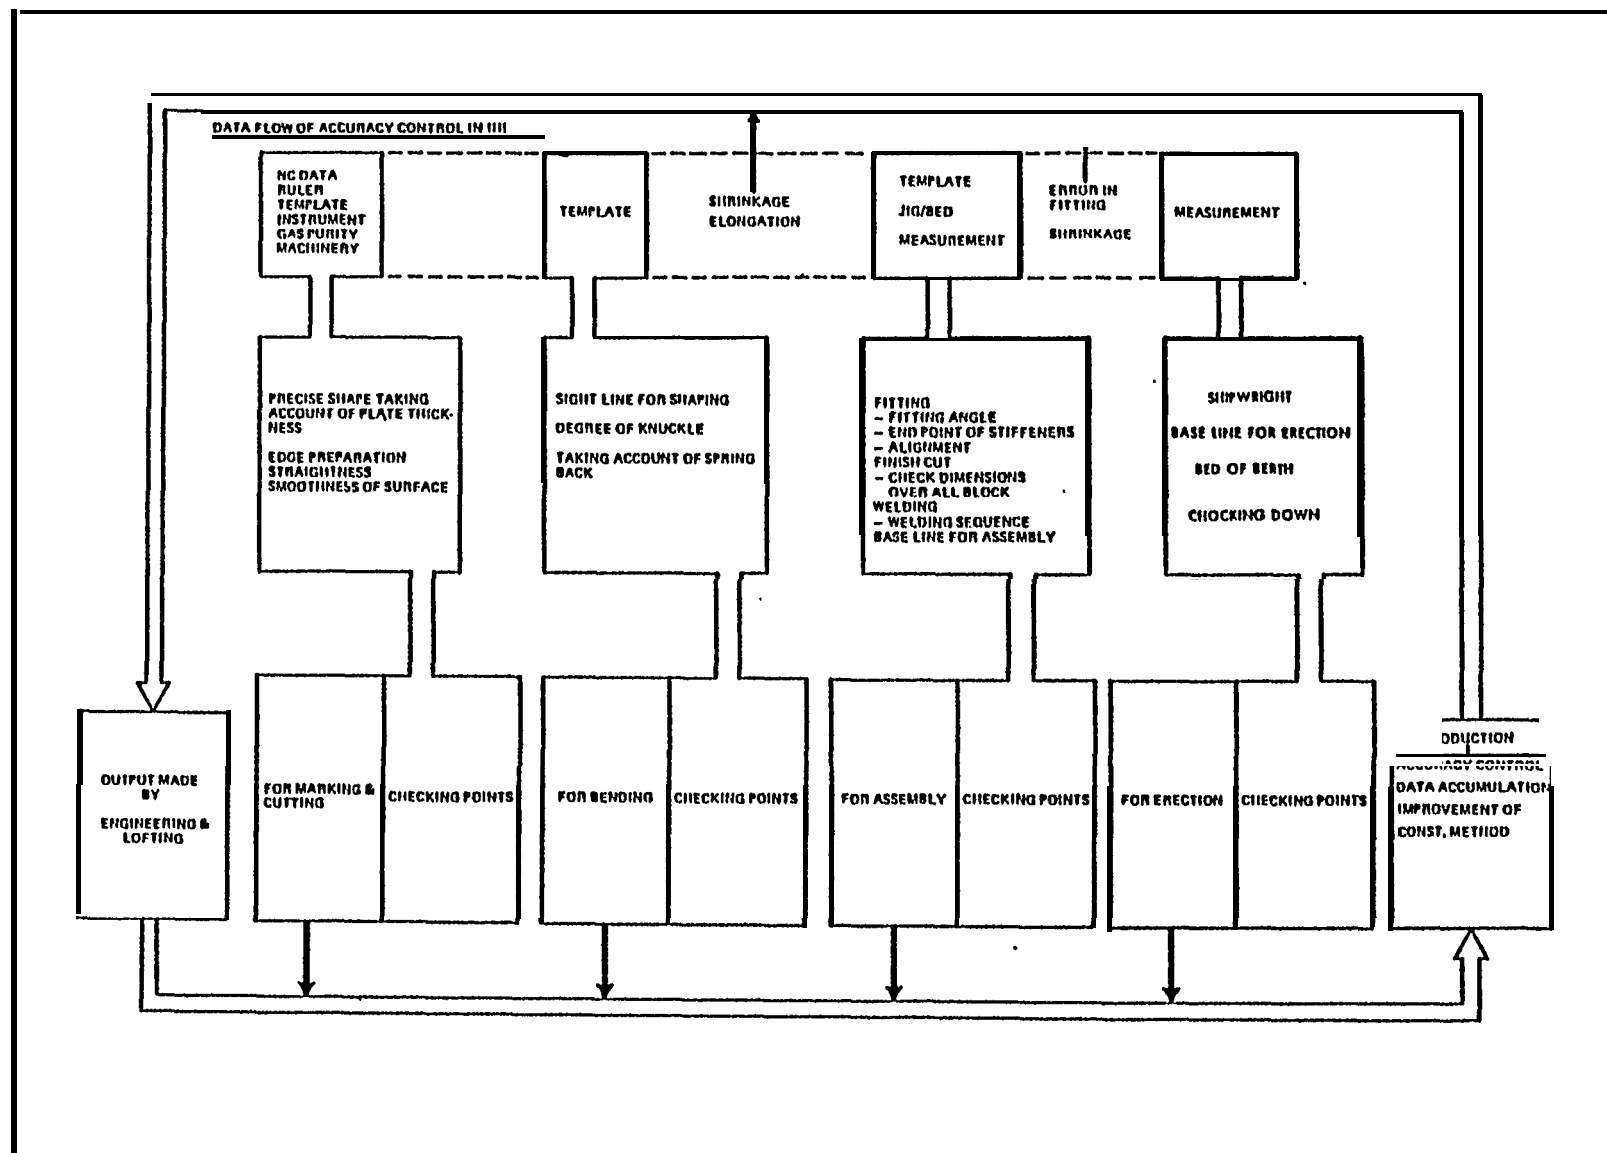 DATA FLOW OF ACCURACY CONTROL IN IHI
NC DATA
RULER
TEMPLATE
INSTRUMENT
GAS PURITY
MACHINERY
TEMPLATE
SHRINKAGE
ELONGATION
TEMPLATE
JIG/BED
MEASUREMENT
ERROR IN
FITTING
SHRINKAGE
MEASUREMENT
PRECISE SHAPE TAKING
ACCOUNT OF PLATE THICK-
NESS
EDGE PREPARATION
STRAIGHTNESS
SMOOTHNESS OF SURFACE
SIGHT LINE FOR SHAPING
DEGREE OF KNUCKLE
TAKING ACCOUNT OF SPRING
BACK
FITTING
– FITTING ANGLE
– END POINT OF STIFFENERS
– ALIGNMENT
FINISH CUT
– CHECK DIMENSIONS
OVER ALL BLOCK
WELDING
– WELDING SEQUENCE
BASE LINE FOR ASSEMBLY
SHIPWRIGHT
BASE LINE FOR ERECTION
BED OF BERTH
CHOCKING DOWN
OUTPUT MADE
BY
ENGINEERING &
LOFTING
FOR MARKING &
CUTTING
CHECKING POINTS
FOR BENDING
CHECKING POINTS
FOR ASSEMBLY
CHECKING POINTS
FOR ERECTION
CHECKING POINTS
ODUCTION
ACCURACY CONTROL
DATA ACCUMULATION
IMPROVEMENT OF
CONST. METHOD